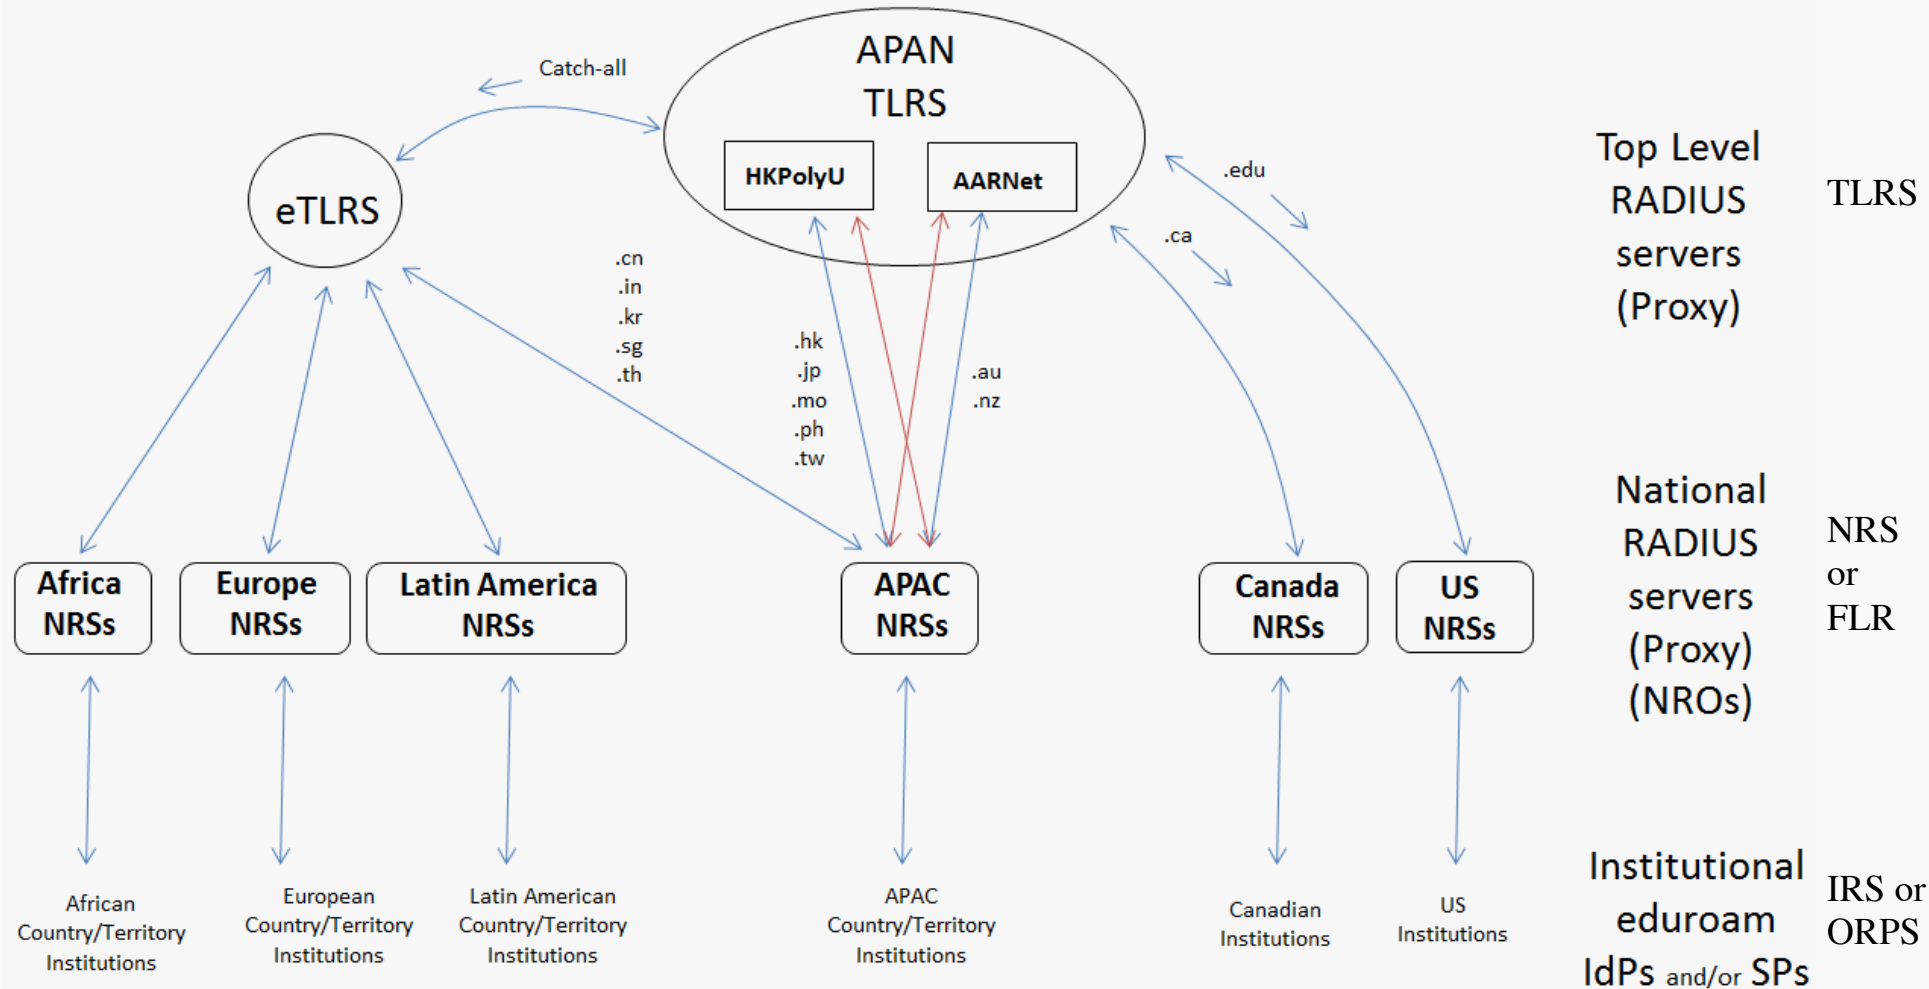 APAN
TLRS
Catch-all
HKPolyU
AARNet
eTLRS
.edu
.ca
.cn
.in
.kr
.sg
.th
.hk
.jp
.mo
.ph
.tw
.au
.nz
Top Level
RADIUS
servers
(Proxy)
TLRS
Africa
NRSs
Europe
NRSs
Latin America
NRSs
APAC
NRSs
Canada
NRSs
US
NRSs
National
RADIUS
servers
(Proxy)
(NROs)
NRS
or
FLR
African
Country/Territory
Institutions
European
Country/Territory
Institutions
Latin American
Country/Territory
Institutions
APAC
Country/Territory
Institutions
Canadian
Institutions
US
Institutions
Institutional
eduroam
IdPs and/or SPs
IRS or
ORPS